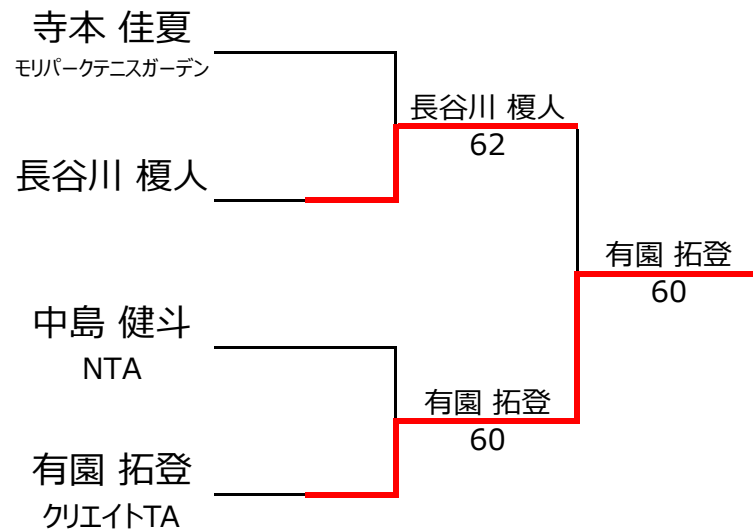 寺本 佳夏
モリパークテニスガーデン
長谷川 榎人
62
長谷川 榎人
有園 拓登
60
中島 健斗
NTA
有園 拓登
60
有園 拓登
クリエイトTA